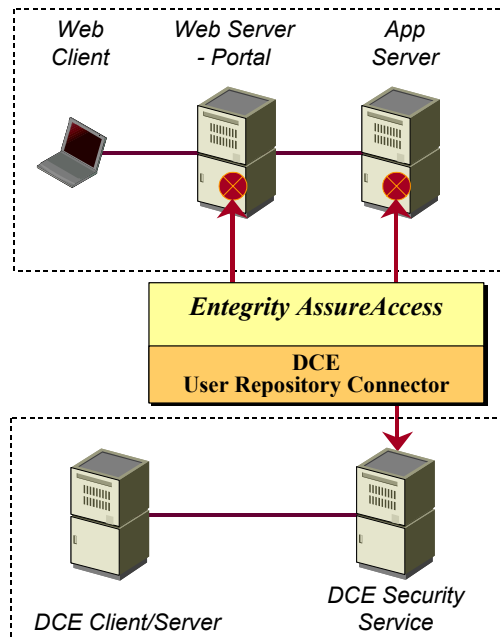 Web
Client
Web Server
- Portal
App
Server
Entegrity AssureAccess
DCE
User Repository Connector
DCE Client/Server
DCE Security
Service